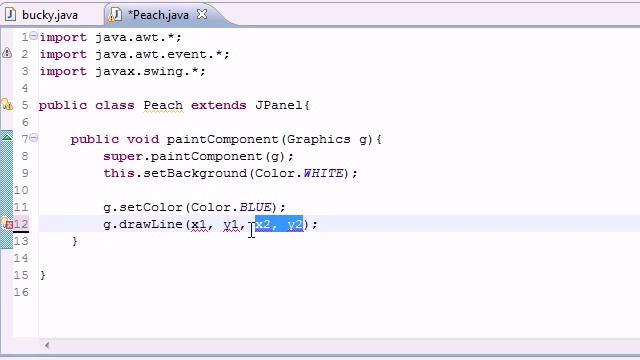 bucky.java
*Peach.java
1 import java.awt.*;
2 import java.awt.event.*;
3 import javax.swing.*;
4
5 public class Peach extends JPanel{
6
7 public void paintComponent(Graphics g){
8 super.paintComponent(g);
9 this.setBackground(Color.WHITE);
10
11 g.setColor(Color.BLUE);
12 g.drawLine(x1, y1, x2, y2);
13 }
14
15 }
16